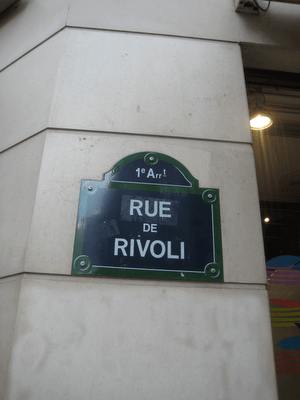 1e Arrt
RUE
DE
RIVOLI